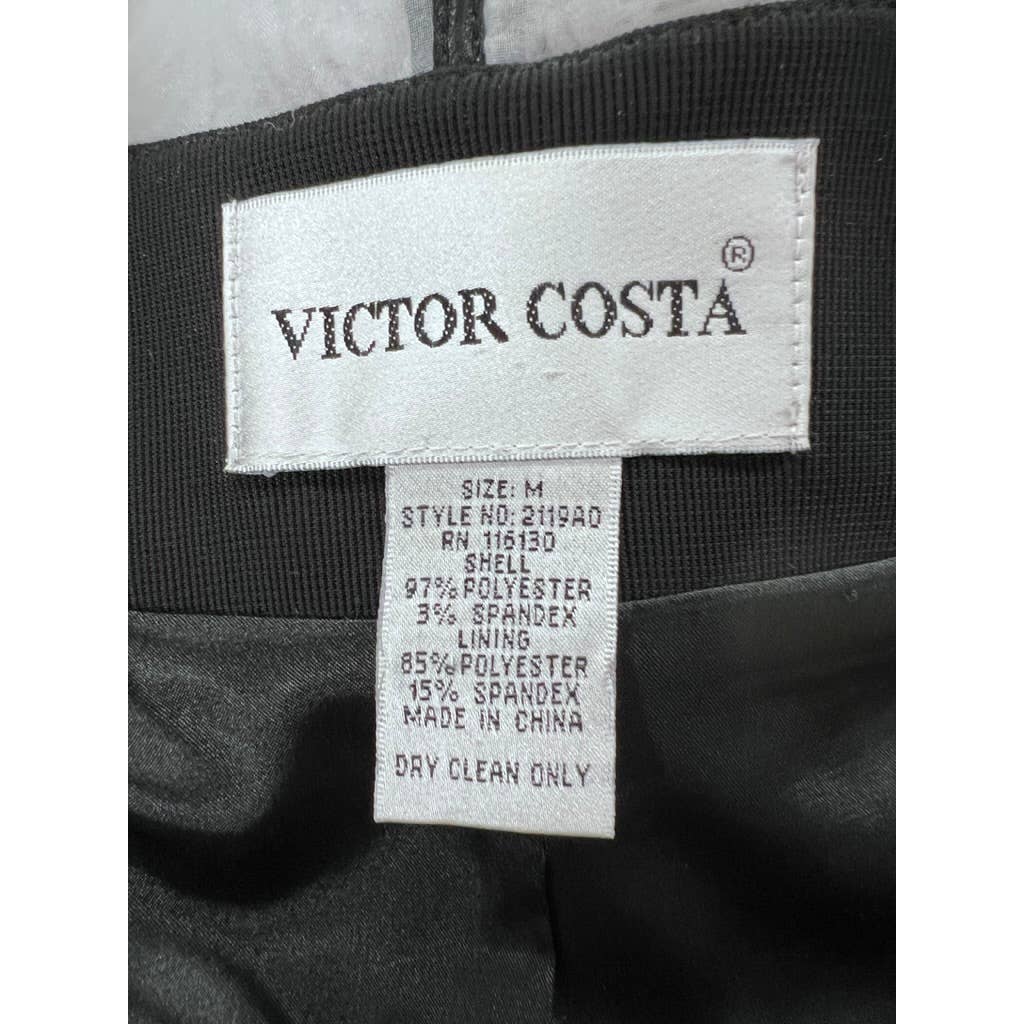 VICTOR COSTA®
SIZE: M
STYLE NO: 2119AO
RN 116130
SHELL
97% POLYESTER
3% SPANDEX
LINING
85% POLYESTER
15% SPANDEX
MADE IN CHINA
DRY CLEAN ONLY